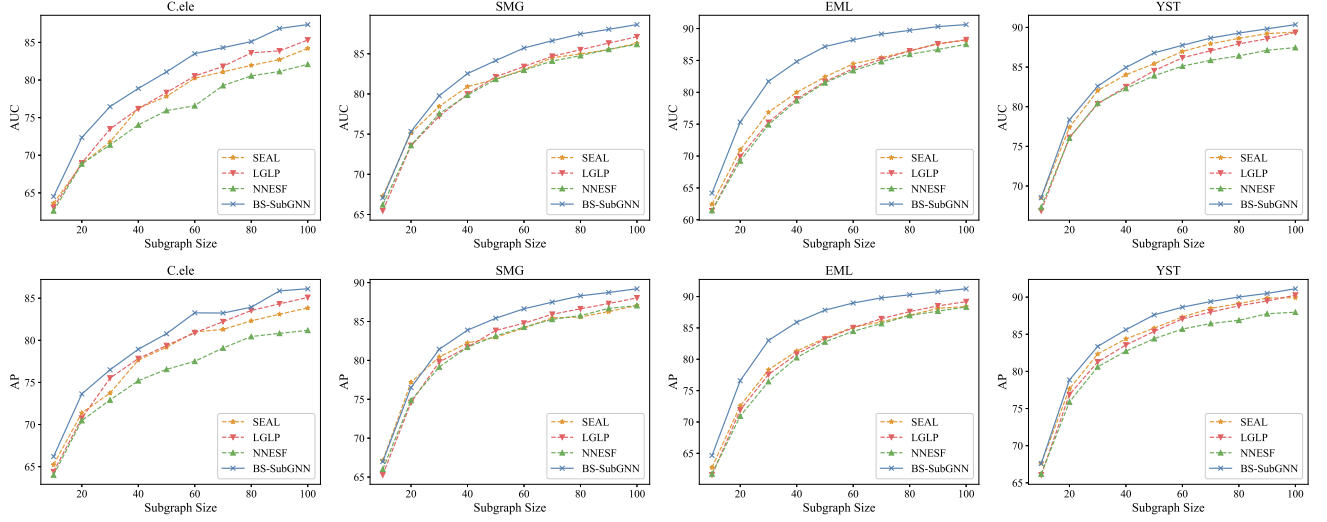 C.ele
AUC
85
80
75
70
65
20 40 60 80 100
Subgraph Size
SEAL
LGLP
NNESF
BS-SubGNN
SMG
AUC
85
80
75
70
65
20 40 60 80 100
Subgraph Size
SEAL
LGLP
NNESF
BS-SubGNN
EML
AUC
90
85
80
75
70
65
60
20 40 60 80 100
Subgraph Size
SEAL
LGLP
NNESF
BS-SubGNN
YST
AUC
90
85
80
75
70
20 40 60 80 100
Subgraph Size
SEAL
LGLP
NNESF
BS-SubGNN
C.ele
AP
85
80
75
70
65
20 40 60 80 100
Subgraph Size
SEAL
LGLP
NNESF
BS-SubGNN
SMG
AP
90
85
80
75
70
65
20 40 60 80 100
Subgraph Size
SEAL
LGLP
NNESF
BS-SubGNN
EML
AP
90
85
80
75
70
65
20 40 60 80 100
Subgraph Size
SEAL
LGLP
NNESF
BS-SubGNN
YST
AP
90
85
80
75
70
65
20 40 60 80 100
Subgraph Size
SEAL
LGLP
NNESF
BS-SubGNN